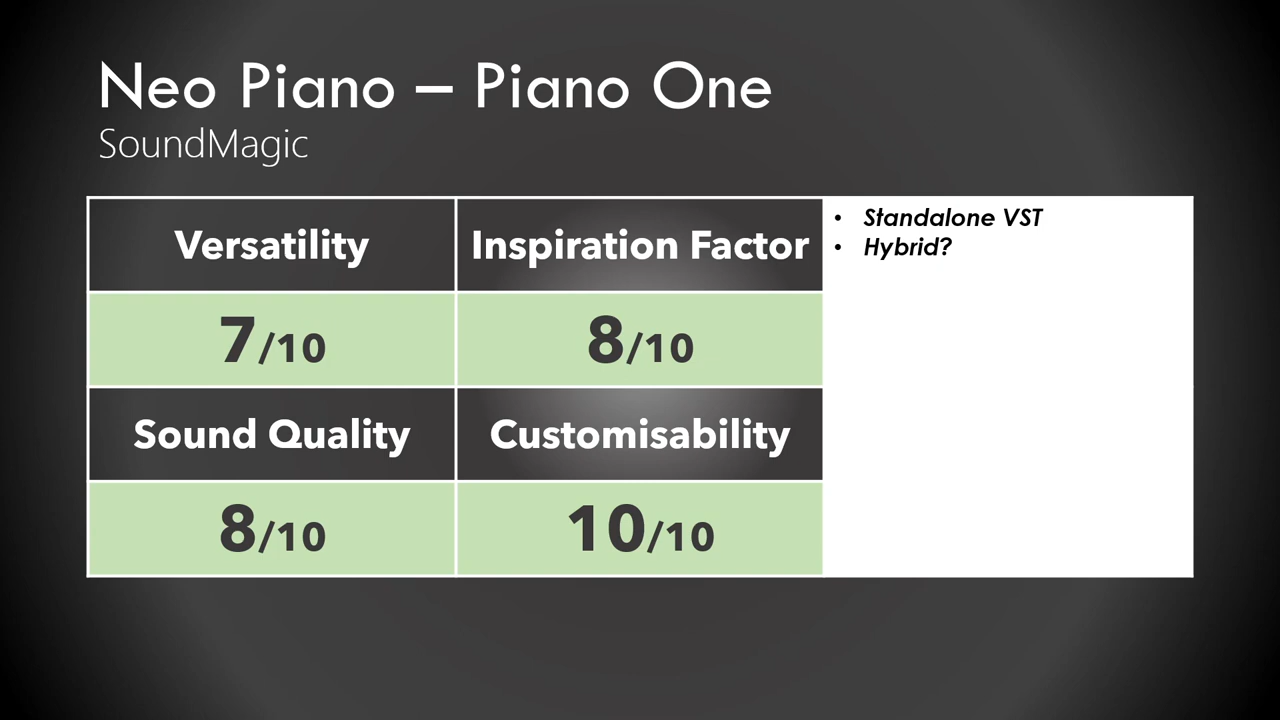 Neo Piano – Piano One
SoundMagic
Versatility
Inspiration Factor
7/10
8/10
Sound Quality
Customisability
8/10
10/10
• Standalone VST
• Hybrid?